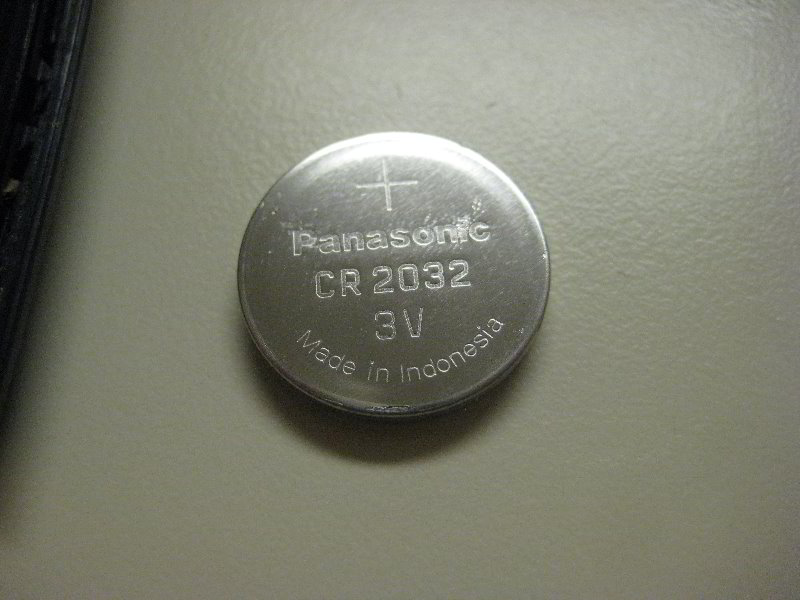 +
Panasonic
CR 2032
3V
Made in Indonesia